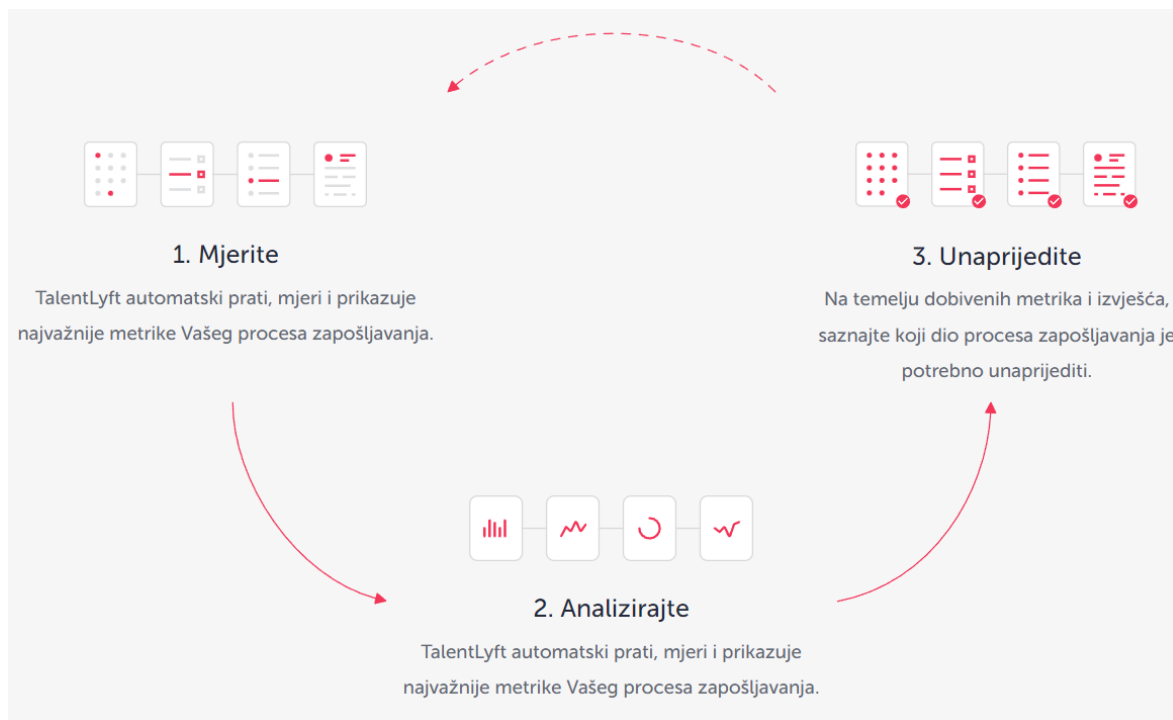 1. Mjerite
TalentLyft automatski prati, mjeri i prikazuje
najvažnije metrike Vašeg procesa zapošljavanja.
2. Analizirajte
TalentLyft automatski prati, mjeri i prikazuje
najvažnije metrike Vašeg procesa zapošljavanja.
3. Unaprijedite
Na temelju dobivenih metrika i izvješća,
saznajte koji dio procesa zapošljavanja je
potrebno unaprijediti.